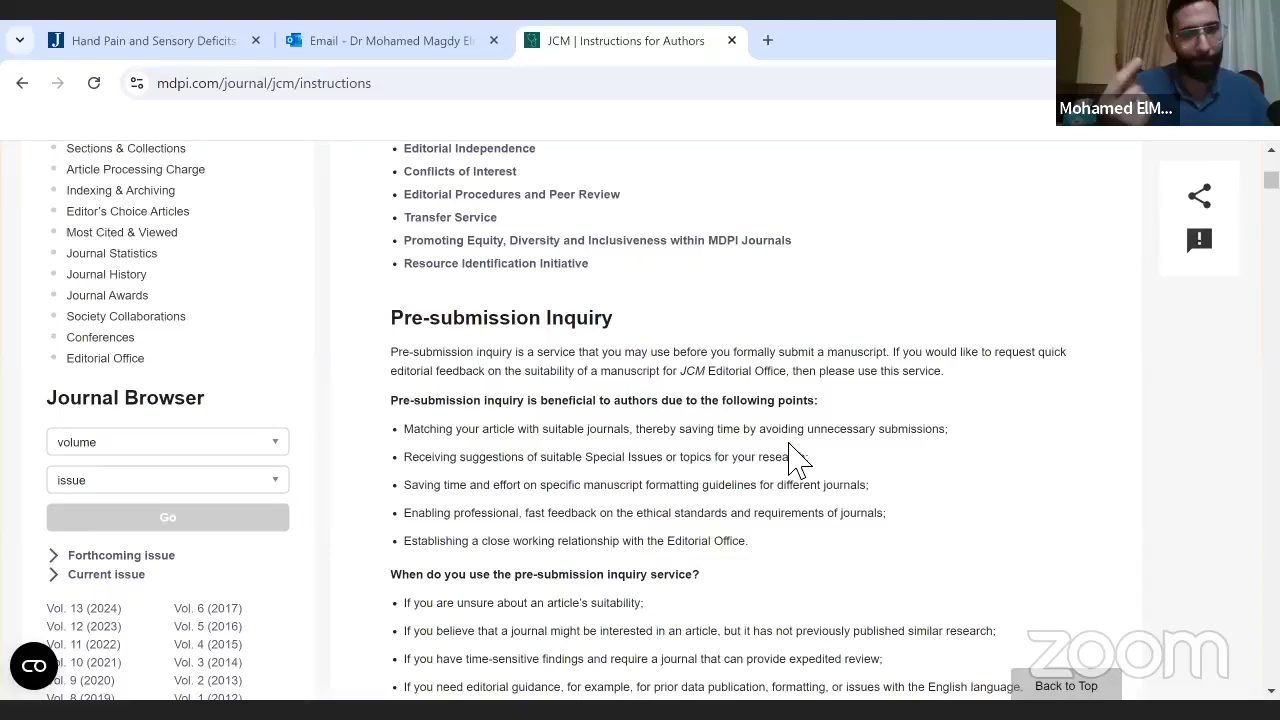 Hand Pain and Sensory Deficits
Email - Dr Mohamed Magdy El
JCM | Instructions for Authors
mdpi.com/journal/jcm/instructions
Mohamed ElM...
Sections & Collections
Article Processing Charge
Indexing & Archiving
Editor's Choice Articles
Most Cited & Viewed
Journal Statistics
Journal History
Journal Awards
Society Collaborations
Conferences
Editorial Office
Journal Browser
volume
issue
Go
Forthcoming issue
Current issue
Vol. 13 (2024) Vol. 6 (2017)
Vol. 12 (2023) Vol. 5 (2016)
Vol. 11 (2022) Vol. 4 (2015)
. 10 (2021) Vol. 3 (2014)
. 9 (2020) Vol. 2 (2013)
Vol. 8 (2019) Vol. 1 (2012)
Editorial Independence
Conflicts of Interest
Editorial Procedures and Peer Review
Transfer Service
Promoting Equity, Diversity and Inclusiveness within MDPI Journals
Resource Identification Initiative
Pre-submission Inquiry
Pre-submission inquiry is a service that you may use before you formally submit a manuscript. If you would like to request quick
editorial feedback on the suitability of a manuscript for JCM Editorial Office, then please use this service.
Pre-submission inquiry is beneficial to authors due to the following points:
Matching your article with suitable journals, thereby saving time by avoiding unnecessary submissions;
Receiving suggestions of suitable Special Issues or topics for your resea
Saving time and effort on specific manuscript formatting guidelines for different journals;
Enabling professional, fast feedback on the ethical standards and requirements of journals;
Establishing a close working relationship with the Editorial Office.
When do you use the pre-submission inquiry service?
If you are unsure about an article's suitability;
If you believe that a journal might be interested in an article, but it has not previously published similar research;
If you have time-sensitive findings and require a journal that can provide expedited review;
If you need editorial guidance, for example, for prior data publication, formatting, or issues with the English language.
Back to Top
zoom